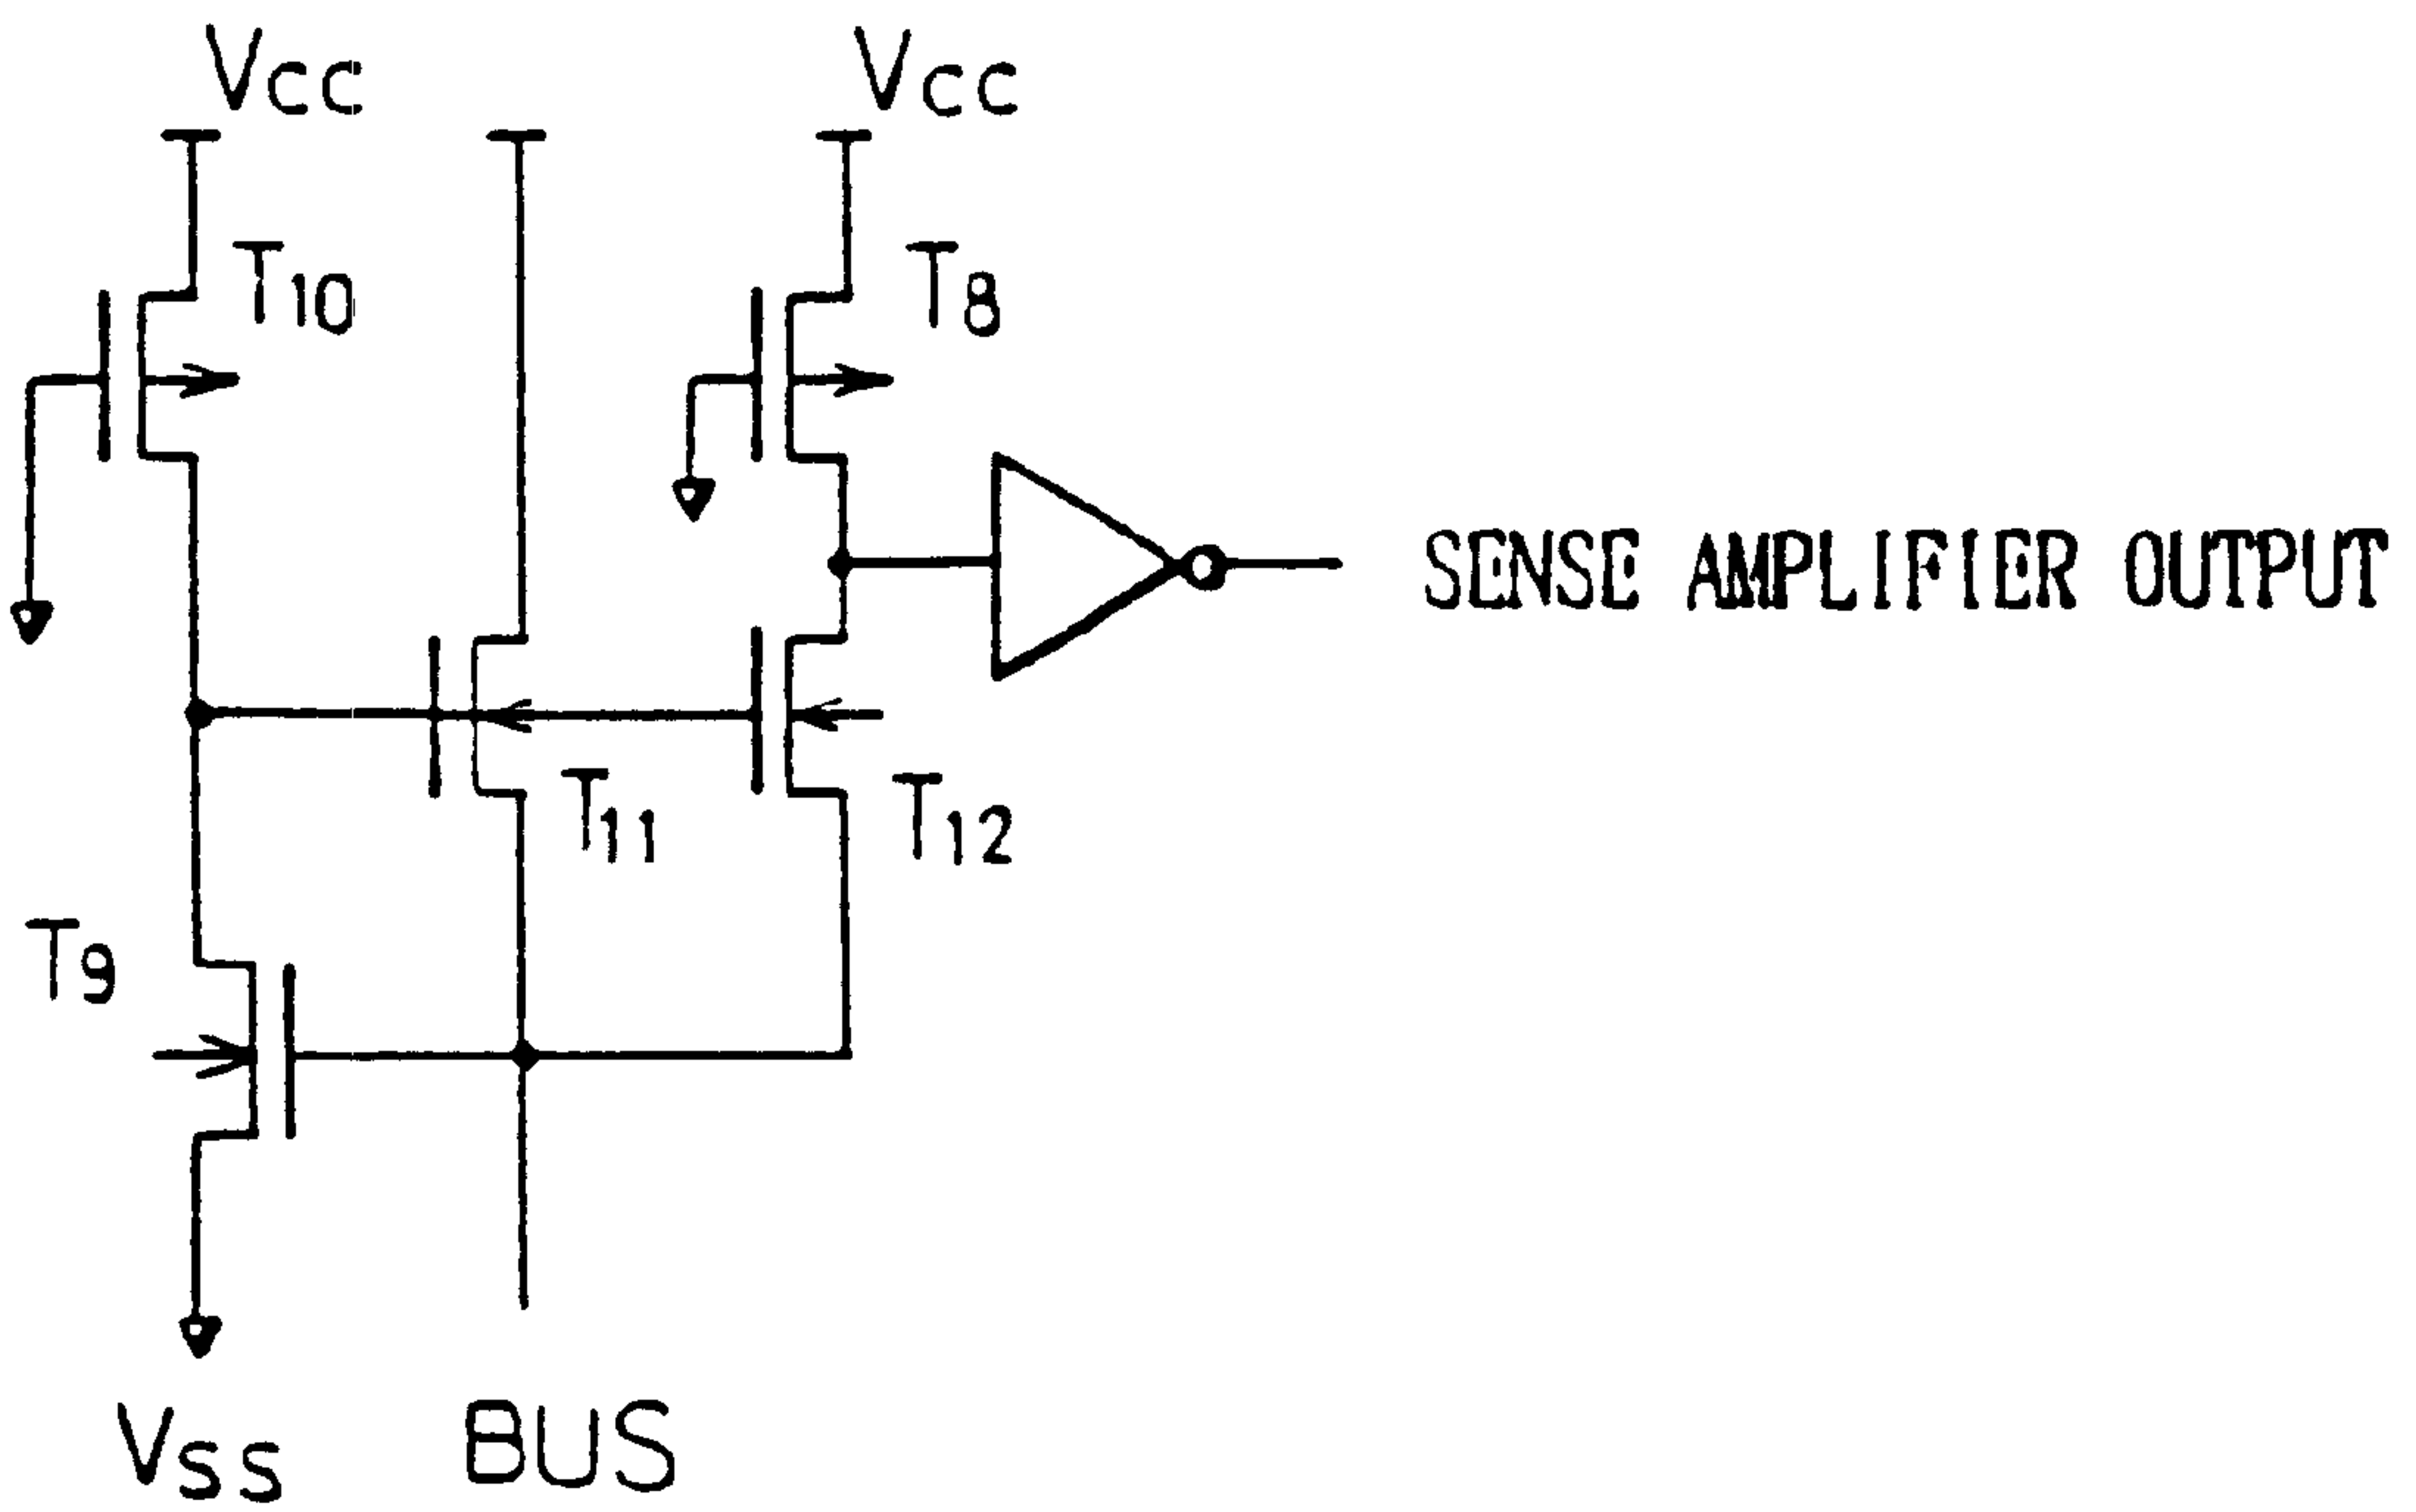 Vcc
Vcc
T10
T8
SENSE AMPLIFIER OUTPUT
T11
T12
T9
Vss
BUS